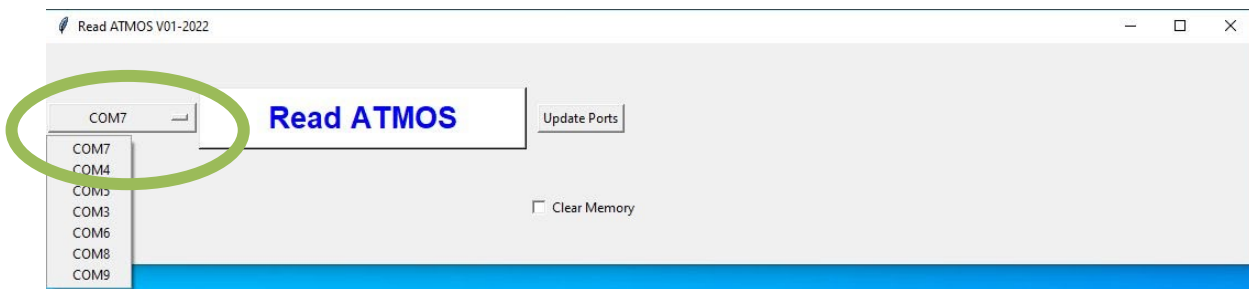 Read ATMOS V01-2022
COM7
Read ATMOS
Update Ports
COM7
COM4
COM5
COM3
COM6
COM8
COM9
Clear Memory